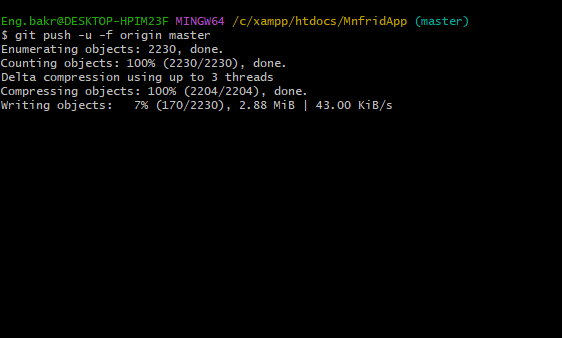 Eng.bakr@DESKTOP-HPIM23F MINGW64 /c/xampp/htdocs/MnfridApp (master)
$ git push -u -f origin master
Enumerating objects: 2230, done.
Counting objects: 100% (2230/2230), done.
Delta compression using up to 3 threads
Compressing objects: 100% (2204/2204), done.
Writing objects:   7% (170/2230), 2.88 MiB | 43.00 KiB/s